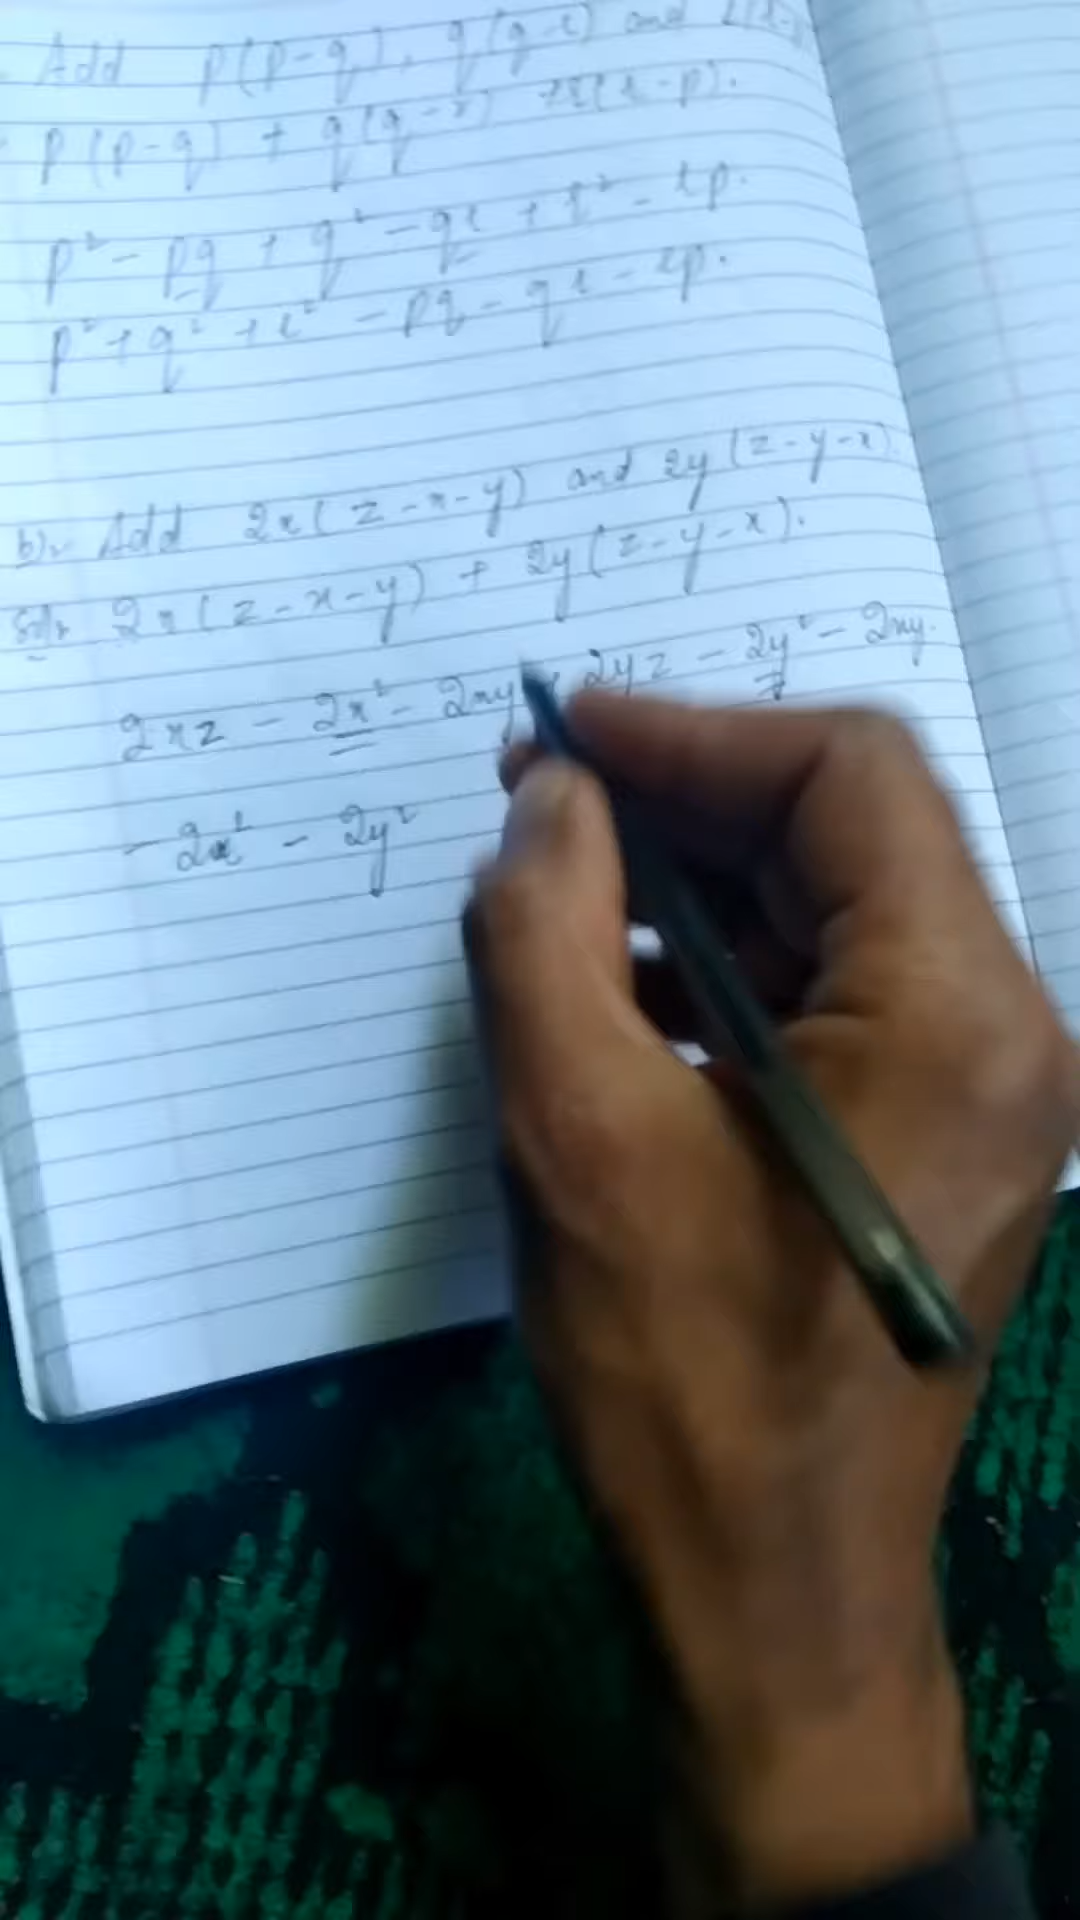 Add p(p-q), q(q-r) and
p(p-q) + q(q-r) + r(r-p).
p² - pq + q² - qr + r² - rp.
p² + q² + r² - pq - qr - rp.
b) Add 2x(z-x-y) and 2y(z-y-x).
Sol: 2x(z-x-y) + 2y(z-y-x).
2xz - 2x² - 2xy + 2yz - 2y² - 2xy.
- 2x² - 2y²